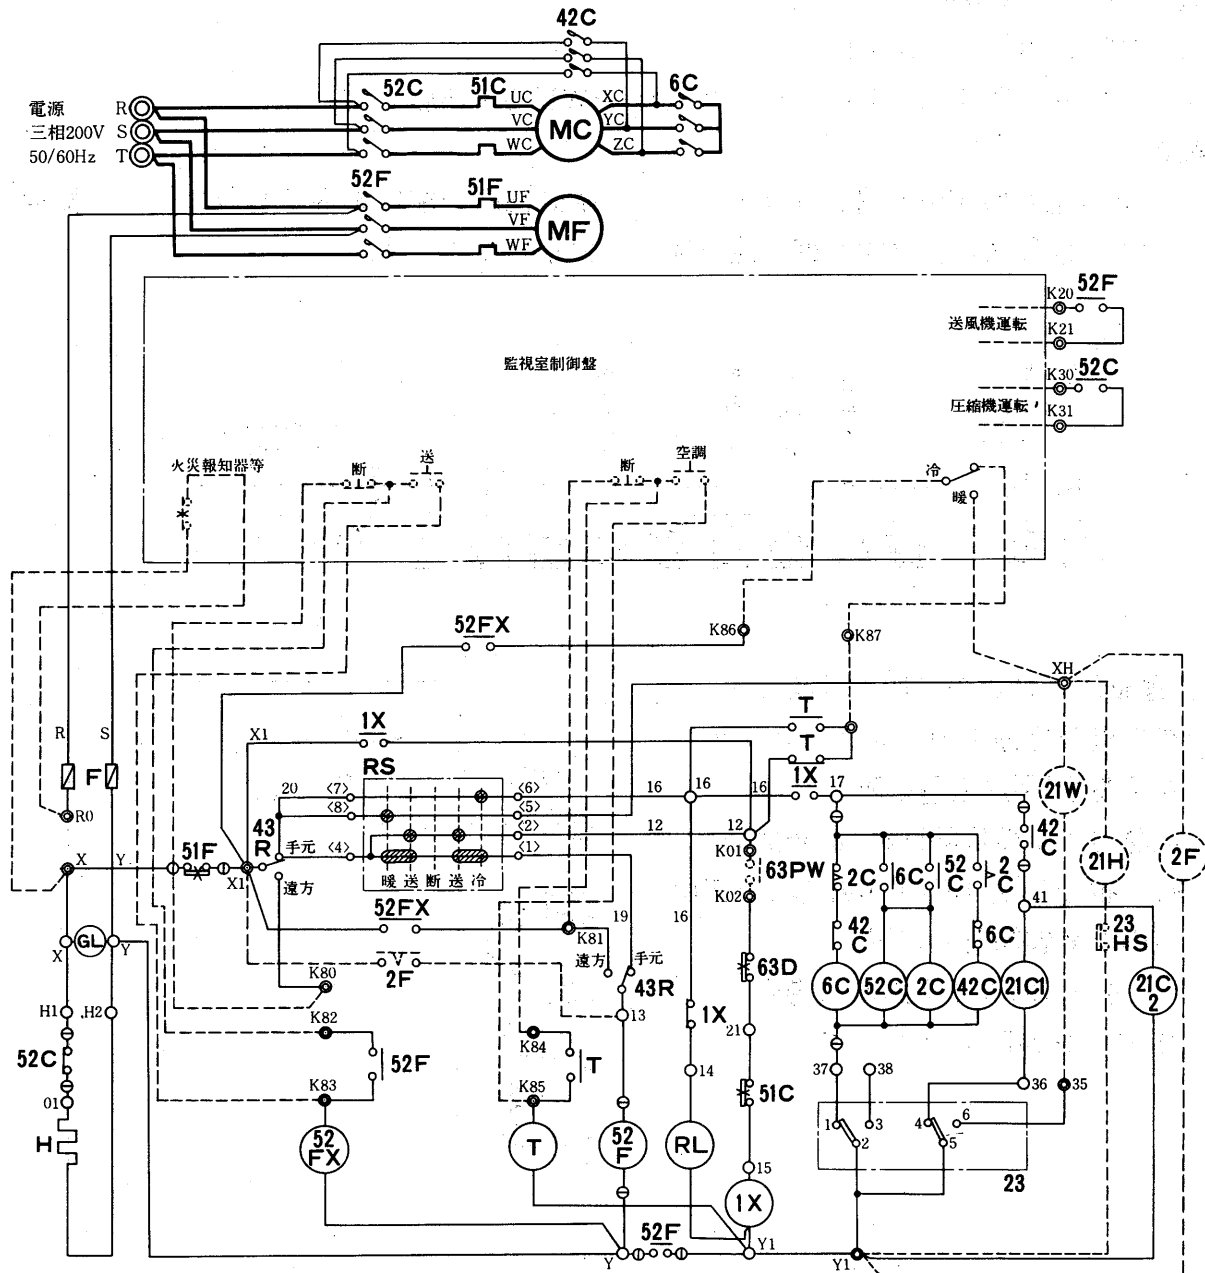 42C
52C
51C
6C
電源
三相200V
50/60Hz
R
S
T
UC
VC
WC
MC
XC
YC
ZC
52F
51F
UF
VF
WF
MF
K20
52F
送風機運転
K21
監視室制御盤
K30
52C
圧縮機運転
K31
火災報知器等
断
送
断
空調
冷
暖
52FX
K86
K87
XH
R
S
F
R0
X1
1X
T
T
1X
RS
20
〈7〉
〈6〉
16
16
16
17
〈8〉
〈5〉
〈2〉
12
12
43
R
手元
〈4〉
〈1〉
暖 送 断 送 冷
X
Y
51F
X1
遠方
K01
63PW
K02
2C
6C
52
C
2
C
42
C
42
C
6C
41
21W
21H
2F
23
HS
52FX
K81
19
16
遠方
手元
43R
2F
13
K80
X
GL
Y
63D
6C
52C
2C
42C
21C1
21C
2
H1
H2
K82
K84
1X
21
52C
52F
T
K83
K85
14
51C
37
38
36
35
01
H
1
3
2
4
5
6
23
52
FX
T
52
F
RL
15
1X
52F
Y
Y1
Y1